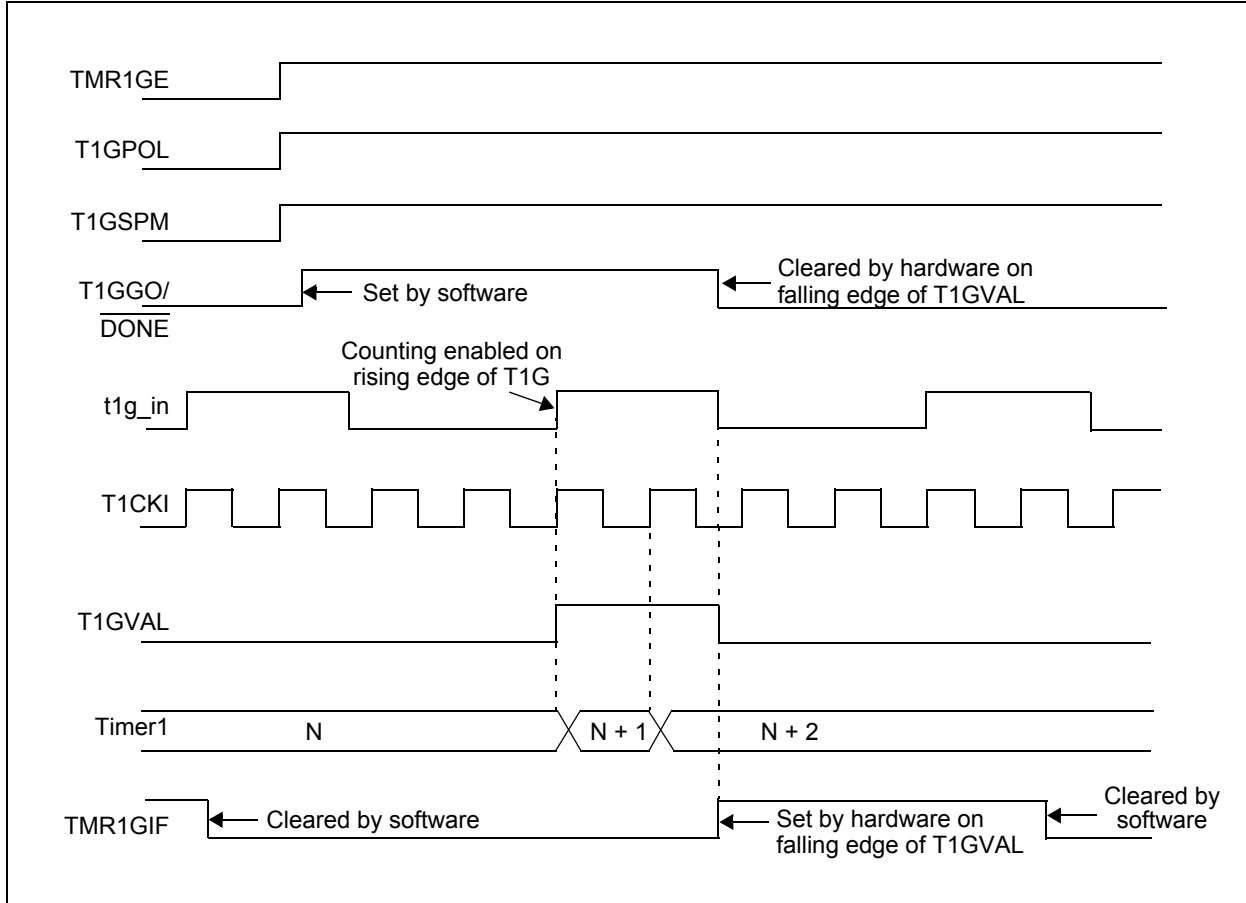 TMR1GE
T1GPOL
T1GSPM
T1GGO/
DONE
Set by software
Cleared by hardware on
falling edge of T1GVAL
Counting enabled on
rising edge of T1G
t1g_in
T1CKI
T1GVAL
Timer1
N
N + 1
N + 2
TMR1GIF
Cleared by software
Set by hardware on
falling edge of T1GVAL
Cleared by
software